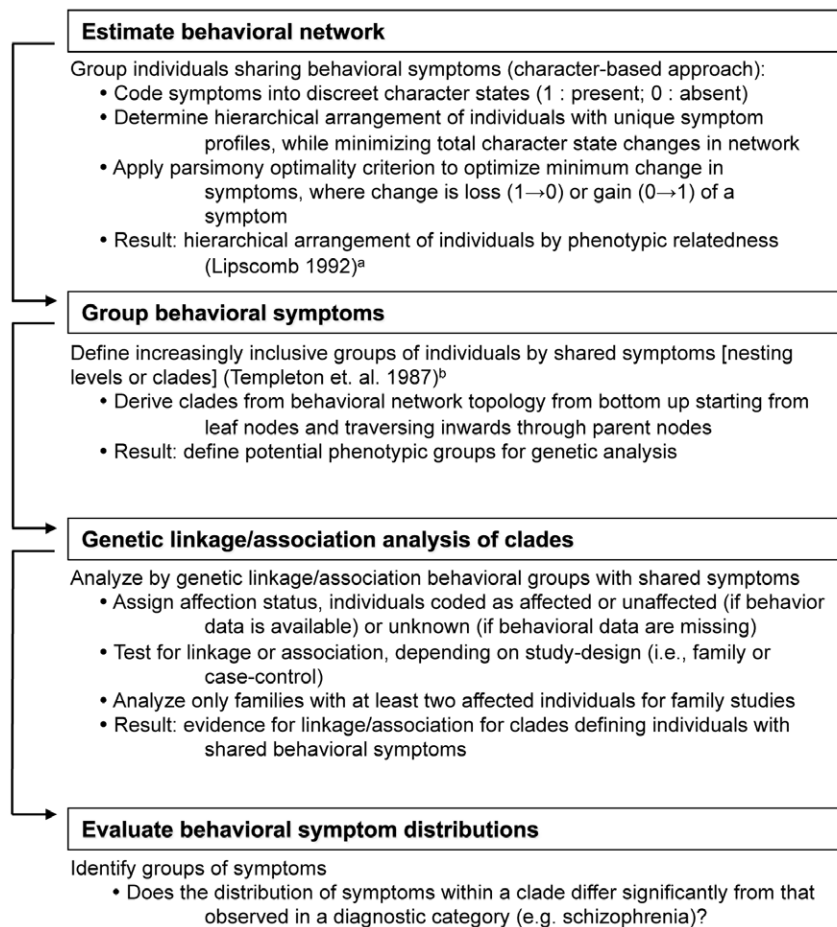 Estimate behavioral network
Group individuals sharing behavioral symptoms (character-based approach):
• Code symptoms into discreet character states (1 : present; 0 : absent)
• Determine hierarchical arrangement of individuals with unique symptom
profiles, while minimizing total character state changes in network
• Apply parsimony optimality criterion to optimize minimum change in
symptoms, where change is loss (1→0) or gain (0→1) of a
symptom
• Result: hierarchical arrangement of individuals by phenotypic relatedness
(Lipscomb 1992)ᵃ
Group behavioral symptoms
Define increasingly inclusive groups of individuals by shared symptoms [nesting
levels or clades] (Templeton et. al. 1987)ᵇ
• Derive clades from behavioral network topology from bottom up starting from
leaf nodes and traversing inwards through parent nodes
• Result: define potential phenotypic groups for genetic analysis
Genetic linkage/association analysis of clades
Analyze by genetic linkage/association behavioral groups with shared symptoms
• Assign affection status, individuals coded as affected or unaffected (if behavior
data is available) or unknown (if behavioral data are missing)
• Test for linkage or association, depending on study-design (i.e., family or
case-control)
• Analyze only families with at least two affected individuals for family studies
• Result: evidence for linkage/association for clades defining individuals with
shared behavioral symptoms
Evaluate behavioral symptom distributions
Identify groups of symptoms
• Does the distribution of symptoms within a clade differ significantly from that
observed in a diagnostic category (e.g. schizophrenia)?